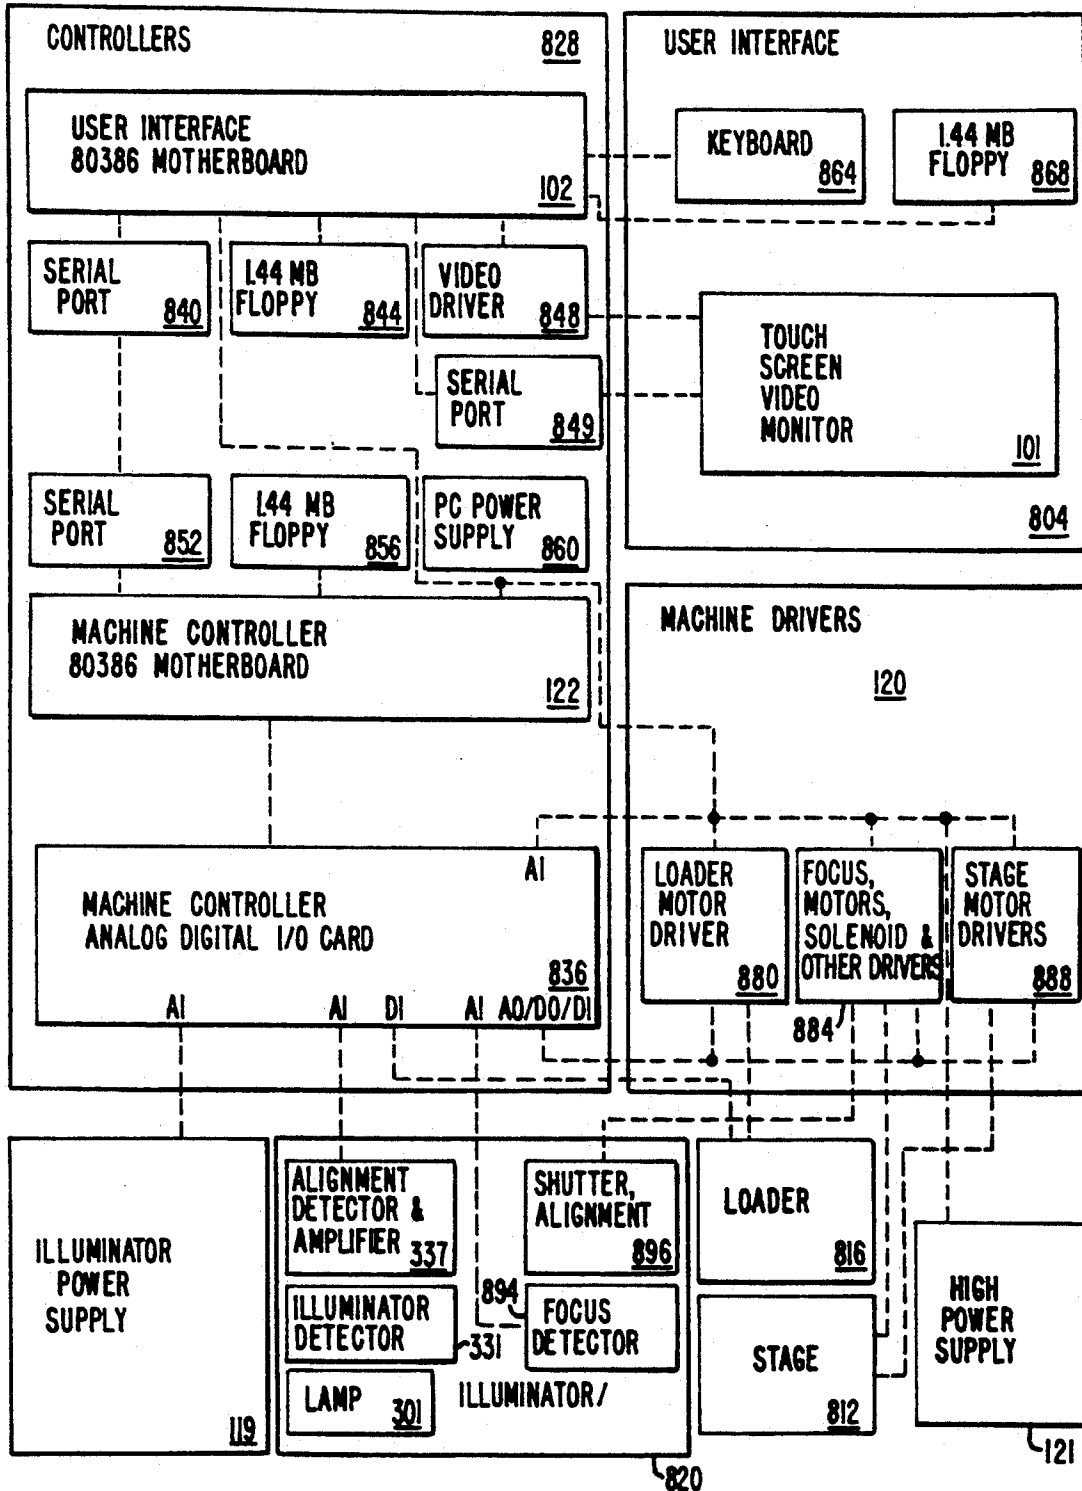 CONTROLLERS
828
USER INTERFACE
80386 MOTHERBOARD
102
SERIAL
PORT
840
1.44 MB
FLOPPY
844
VIDEO
DRIVER
848
SERIAL
PORT
849
SERIAL
PORT
852
1.44 MB
FLOPPY
856
PC POWER
SUPPLY
860
MACHINE CONTROLLER
80386 MOTHERBOARD
122
AI
MACHINE CONTROLLER
ANALOG DIGITAL I/O CARD
836
AI
AI
DI
AI
AO/DO/DI
USER INTERFACE
KEYBOARD
864
1.44 MB
FLOPPY
868
TOUCH
SCREEN
VIDEO
MONITOR
101
804
MACHINE DRIVERS
120
LOADER
MOTOR
DRIVER
880
FOCUS,
MOTORS,
SOLENOID &
OTHER DRIVERS
884
STAGE
MOTOR
DRIVERS
888
ILLUMINATOR
POWER
SUPPLY
119
ALIGNMENT
DETECTOR &
AMPLIFIER
337
SHUTTER,
ALIGNMENT
896
ILLUMINATOR
DETECTOR
331
894
FOCUS
DETECTOR
LAMP
301
ILLUMINATOR/
820
LOADER
816
STAGE
812
HIGH
POWER
SUPPLY
121